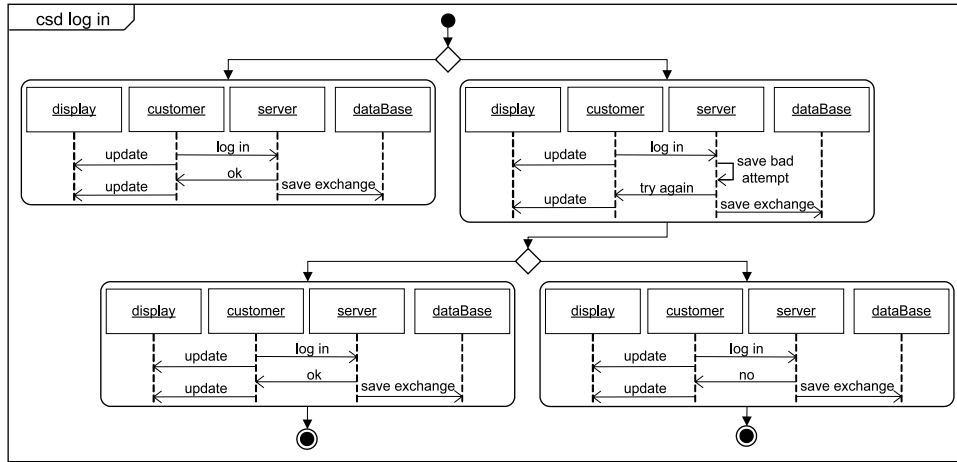 csd log in
display customer server dataBase
log in
update
ok
update
save exchange
display customer server dataBase
log in
update
save bad
attempt
try again
update
save exchange
display customer server dataBase
log in
update
ok
update
save exchange
display customer server dataBase
log in
update
no
update
save exchange